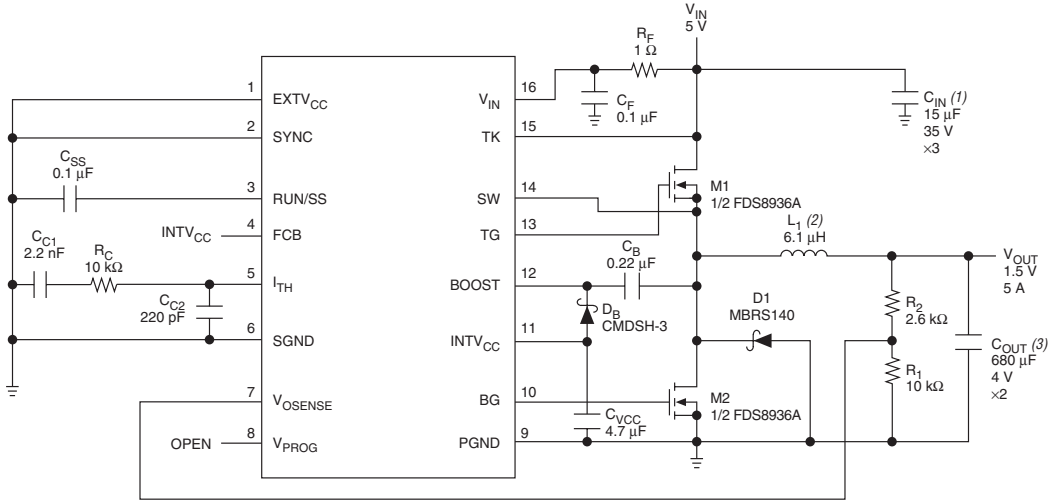 V_IN
5 V
R_F
1 Ω
C_F
0.1 µF
C_IN (1)
15 µF
35 V
×3
1
EXTV_CC
2
SYNC
C_SS
0.1 µF
3
RUN/SS
INTV_CC
4
FCB
C_C1
2.2 nF
R_C
10 kΩ
5
I_TH
C_C2
220 pF
6
SGND
7
V_OSENSE
OPEN
8
V_PROG
V_IN
16
TK
15
SW
14
TG
13
BOOST
12
INTV_CC
11
BG
10
PGND
9
M1
1/2 FDS8936A
L_1 (2)
6.1 µH
C_B
0.22 µF
D_B
CMDSH-3
D1
MBRS140
M2
1/2 FDS8936A
C_VCC
4.7 µF
V_OUT
1.5 V
5 A
R_2
2.6 kΩ
R_1
10 kΩ
C_OUT (3)
680 µF
4 V
×2